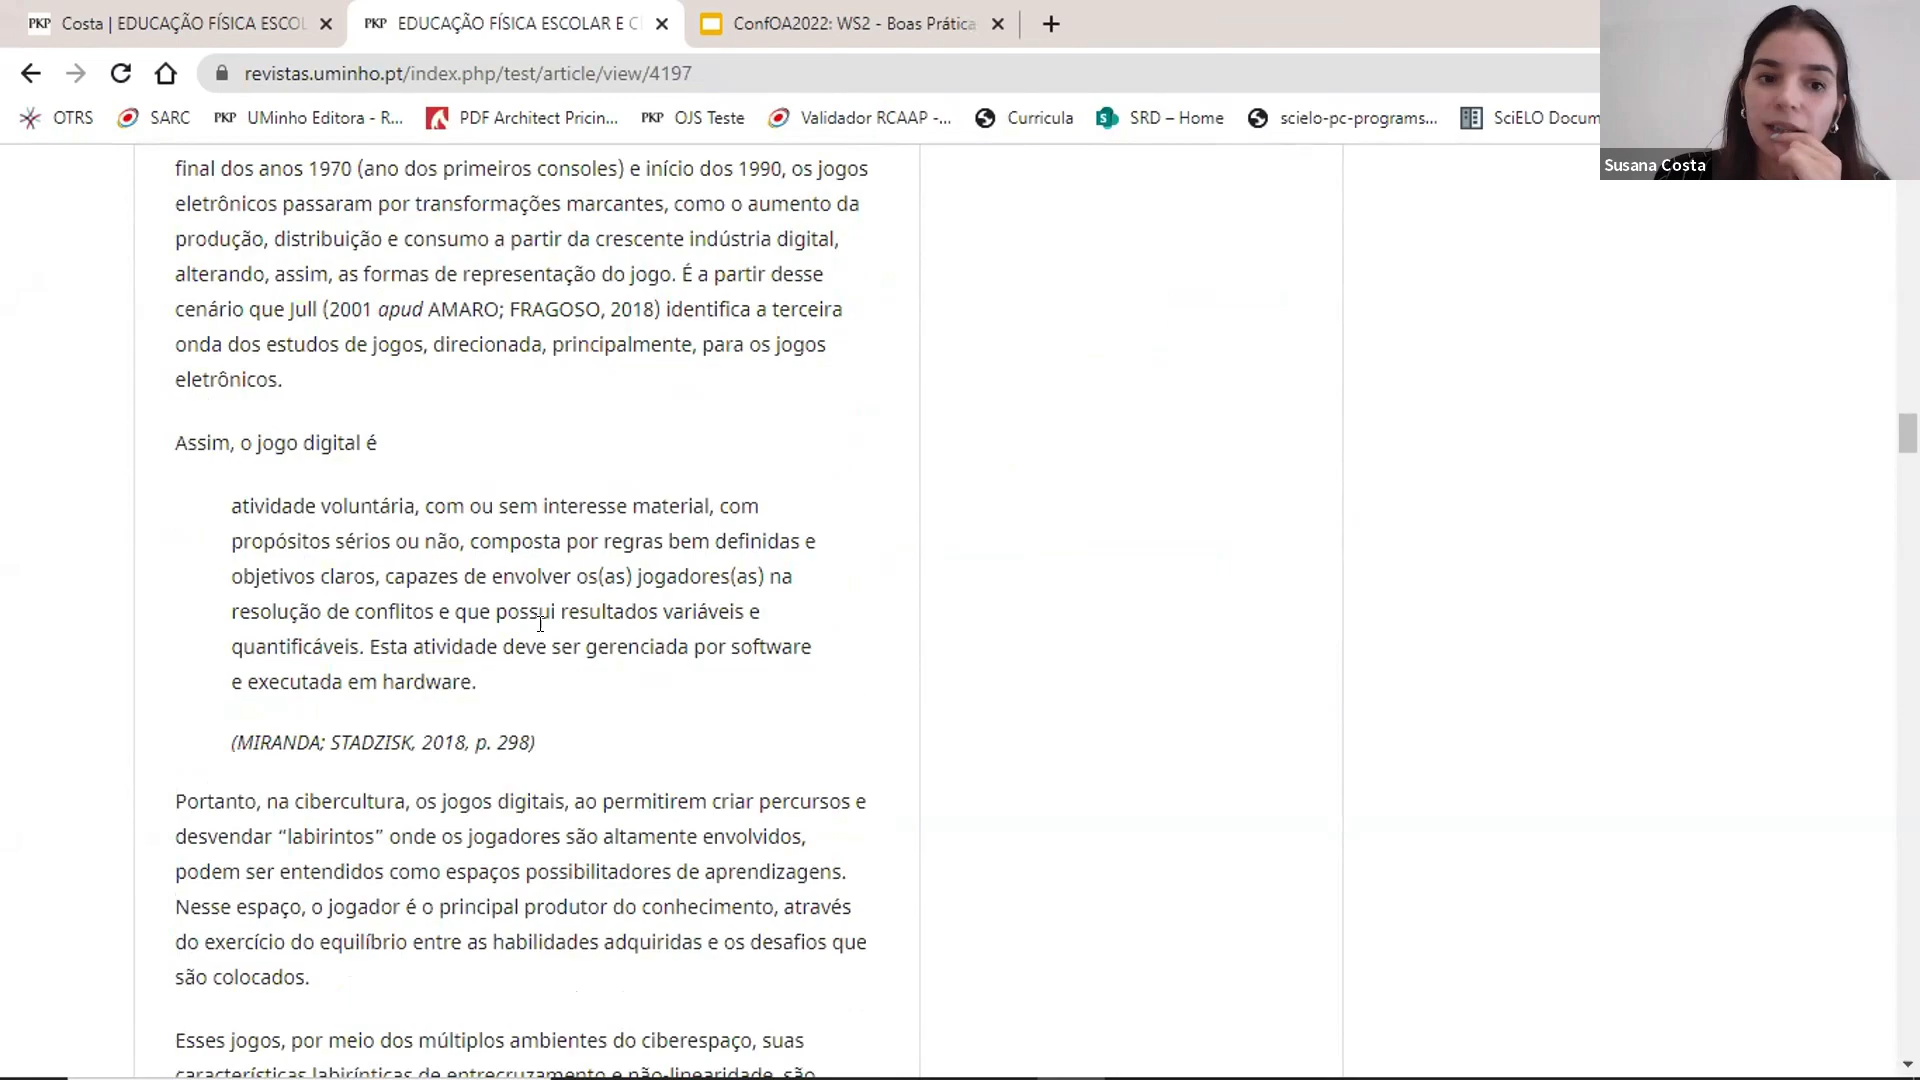 Costa | EDUCAÇÃO FÍSICA ESCOL
EDUCAÇÃO FÍSICA ESCOLAR E C
ConfOA2022: WS2 - Boas Prática
revistas.uminho.pt/index.php/test/article/view/4197
OTRS
SARC
PKP UMinho Editora - R...
PDF Architect Pricin...
PKP OJS Teste
Validador RCAAP -...
Curricula
SRD – Home
scielo-pc-programs...
SciELO Docum
Susana Costa
final dos anos 1970 (ano dos primeiros consoles) e início dos 1990, os jogos
eletrônicos passaram por transformações marcantes, como o aumento da
produção, distribuição e consumo a partir da crescente indústria digital,
alterando, assim, as formas de representação do jogo. É a partir desse
cenário que Jull (2001 apud AMARO; FRAGOSO, 2018) identifica a terceira
onda dos estudos de jogos, direcionada, principalmente, para os jogos
eletrônicos.
Assim, o jogo digital é
atividade voluntária, com ou sem interesse material, com
propósitos sérios ou não, composta por regras bem definidas e
objetivos claros, capazes de envolver os(as) jogadores(as) na
resolução de conflitos e que possui resultados variáveis e
quantificáveis. Esta atividade deve ser gerenciada por software
e executada em hardware.
(MIRANDA; STADZISK, 2018, p. 298)
Portanto, na cibercultura, os jogos digitais, ao permitirem criar percursos e
desvendar “labirintos” onde os jogadores são altamente envolvidos,
podem ser entendidos como espaços possibilitadores de aprendizagens.
Nesse espaço, o jogador é o principal produtor do conhecimento, através
do exercício do equilíbrio entre as habilidades adquiridas e os desafios que
são colocados.
Esses jogos, por meio dos múltiplos ambientes do ciberespaço, suas
características labirínticas de entrecruzamento e não-linearidade, são